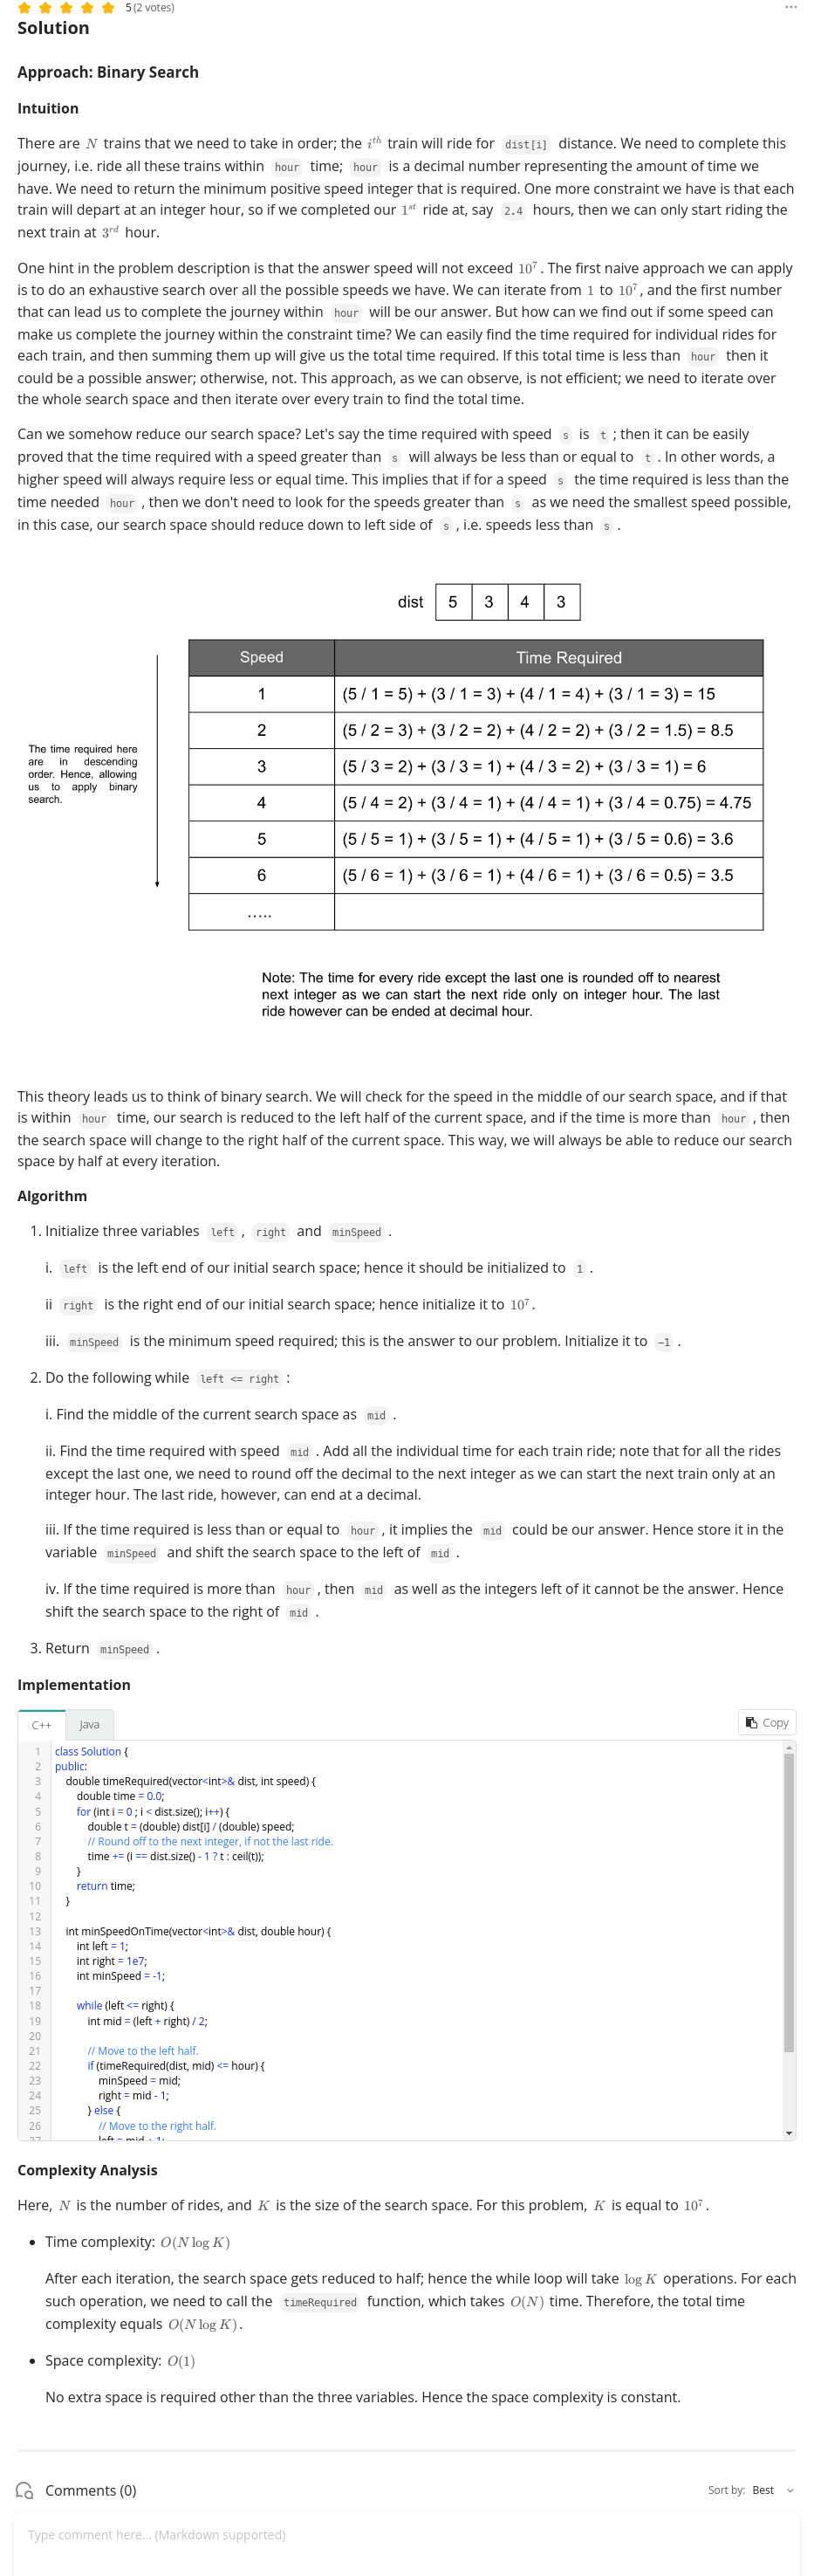 5 (2 votes)
Solution
Approach: Binary Search
Intuition
There are N trains that we need to take in order; the i^th train will ride for dist[i] distance. We need to complete this
journey, i.e. ride all these trains within hour time; hour is a decimal number representing the amount of time we
have. We need to return the minimum positive speed integer that is required. One more constraint we have is that each
train will depart at an integer hour, so if we completed our 1^st ride at, say 2.4 hours, then we can only start riding the
next train at 3^rd hour.
One hint in the problem description is that the answer speed will not exceed 10^7. The first naive approach we can apply
is to do an exhaustive search over all the possible speeds we have. We can iterate from 1 to 10^7, and the first number
that can lead us to complete the journey within hour will be our answer. But how can we find out if some speed can
make us complete the journey within the constraint time? We can easily find the time required for individual rides for
each train, and then summing them up will give us the total time required. If this total time is less than hour then it
could be a possible answer; otherwise, not. This approach, as we can observe, is not efficient; we need to iterate over
the whole search space and then iterate over every train to find the total time.
Can we somehow reduce our search space? Let's say the time required with speed s is t; then it can be easily
proved that the time required with a speed greater than s will always be less than or equal to t. In other words, a
higher speed will always require less or equal time. This implies that if for a speed s the time required is less than the
time needed hour, then we don't need to look for the speeds greater than s as we need the smallest speed possible,
in this case, our search space should reduce down to left side of s, i.e. speeds less than s.
dist 5 3 4 3
Speed Time Required
1 (5 / 1 = 5) + (3 / 1 = 3) + (4 / 1 = 4) + (3 / 1 = 3) = 15
2 (5 / 2 = 3) + (3 / 2 = 2) + (4 / 2 = 2) + (3 / 2 = 1.5) = 8.5
3 (5 / 3 = 2) + (3 / 3 = 1) + (4 / 3 = 2) + (3 / 3 = 1) = 6
4 (5 / 4 = 2) + (3 / 4 = 1) + (4 / 4 = 1) + (3 / 4 = 0.75) = 4.75
5 (5 / 5 = 1) + (3 / 5 = 1) + (4 / 5 = 1) + (3 / 5 = 0.6) = 3.6
6 (5 / 6 = 1) + (3 / 6 = 1) + (4 / 6 = 1) + (3 / 6 = 0.5) = 3.5
.....
The time required here
are in descending
order. Hence, allowing
us to apply binary
search.
Note: The time for every ride except the last one is rounded off to nearest
next integer as we can start the next ride only on integer hour. The last
ride however can be ended at decimal hour.
This theory leads us to think of binary search. We will check for the speed in the middle of our search space, and if that
is within hour time, our search is reduced to the left half of the current space, and if the time is more than hour, then
the search space will change to the right half of the current space. This way, we will always be able to reduce our search
space by half at every iteration.
Algorithm
1. Initialize three variables left, right and minSpeed.
i. left is the left end of our initial search space; hence it should be initialized to 1.
ii right is the right end of our initial search space; hence initialize it to 10^7.
iii. minSpeed is the minimum speed required; this is the answer to our problem. Initialize it to -1.
2. Do the following while left <= right:
i. Find the middle of the current search space as mid.
ii. Find the time required with speed mid. Add all the individual time for each train ride; note that for all the rides
except the last one, we need to round off the decimal to the next integer as we can start the next train only at an
integer hour. The last ride, however, can end at a decimal.
iii. If the time required is less than or equal to hour, it implies the mid could be our answer. Hence store it in the
variable minSpeed and shift the search space to the left of mid.
iv. If the time required is more than hour, then mid as well as the integers left of it cannot be the answer. Hence
shift the search space to the right of mid.
3. Return minSpeed.
Implementation
C++ Java Copy
1 class Solution {
2 public:
3 double timeRequired(vector<int>& dist, int speed) {
4 double time = 0.0;
5 for (int i = 0 ; i < dist.size(); i++) {
6 double t = (double) dist[i] / (double) speed;
7 // Round off to the next integer, if not the last ride.
8 time += (i == dist.size() - 1 ? t : ceil(t));
9 }
10 return time;
11 }
12
13 int minSpeedOnTime(vector<int>& dist, double hour) {
14 int left = 1;
15 int right = 1e7;
16 int minSpeed = -1;
17
18 while (left <= right) {
19 int mid = (left + right) / 2;
20
21 // Move to the left half.
22 if (timeRequired(dist, mid) <= hour) {
23 minSpeed = mid;
24 right = mid - 1;
25 } else {
26 // Move to the right half.
27 left = mid + 1;
Complexity Analysis
Here, N is the number of rides, and K is the size of the search space. For this problem, K is equal to 10^7.
• Time complexity: O(N log K)
After each iteration, the search space gets reduced to half; hence the while loop will take log K operations. For each
such operation, we need to call the timeRequired function, which takes O(N) time. Therefore, the total time
complexity equals O(N log K).
• Space complexity: O(1)
No extra space is required other than the three variables. Hence the space complexity is constant.
Comments (0) Sort by: Best
Type comment here... (Markdown supported)